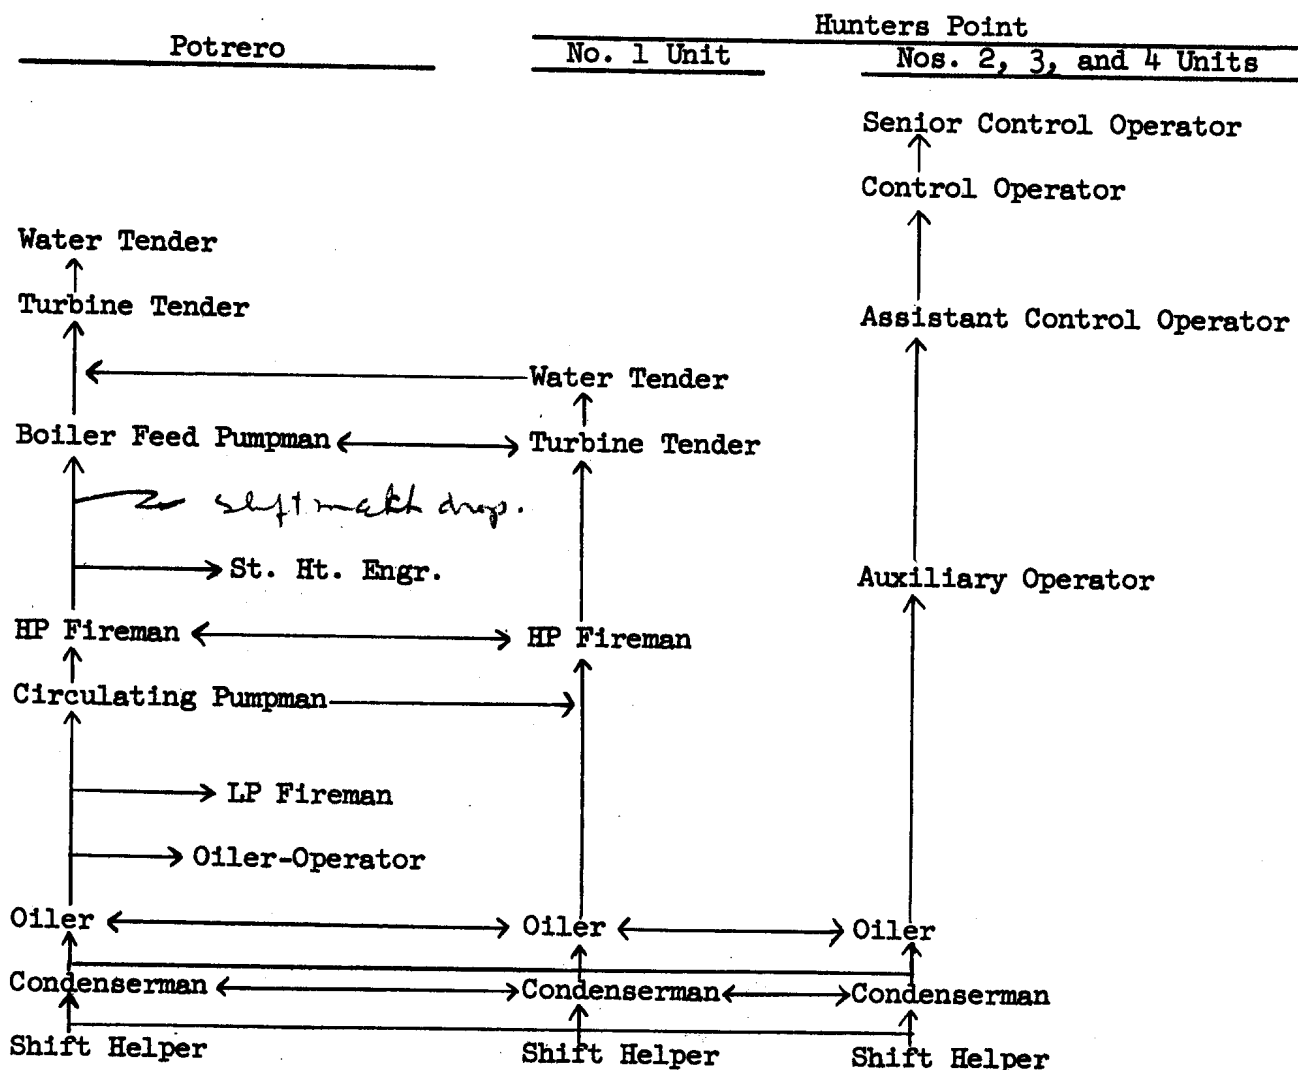 Hunters Point
Potrero No. 1 Unit Nos. 2, 3, and 4 Units
Senior Control Operator
Control Operator
Water Tender
Turbine Tender Assistant Control Operator
Water Tender
Boiler Feed Pumpman Turbine Tender
drop.
St. Ht. Engr. Auxiliary Operator
HP Fireman HP Fireman
Circulating Pumpman
LP Fireman
Oiler-Operator
Oiler Oiler Oiler
Condenserman Condenserman Condenserman
Shift Helper Shift Helper Shift Helper